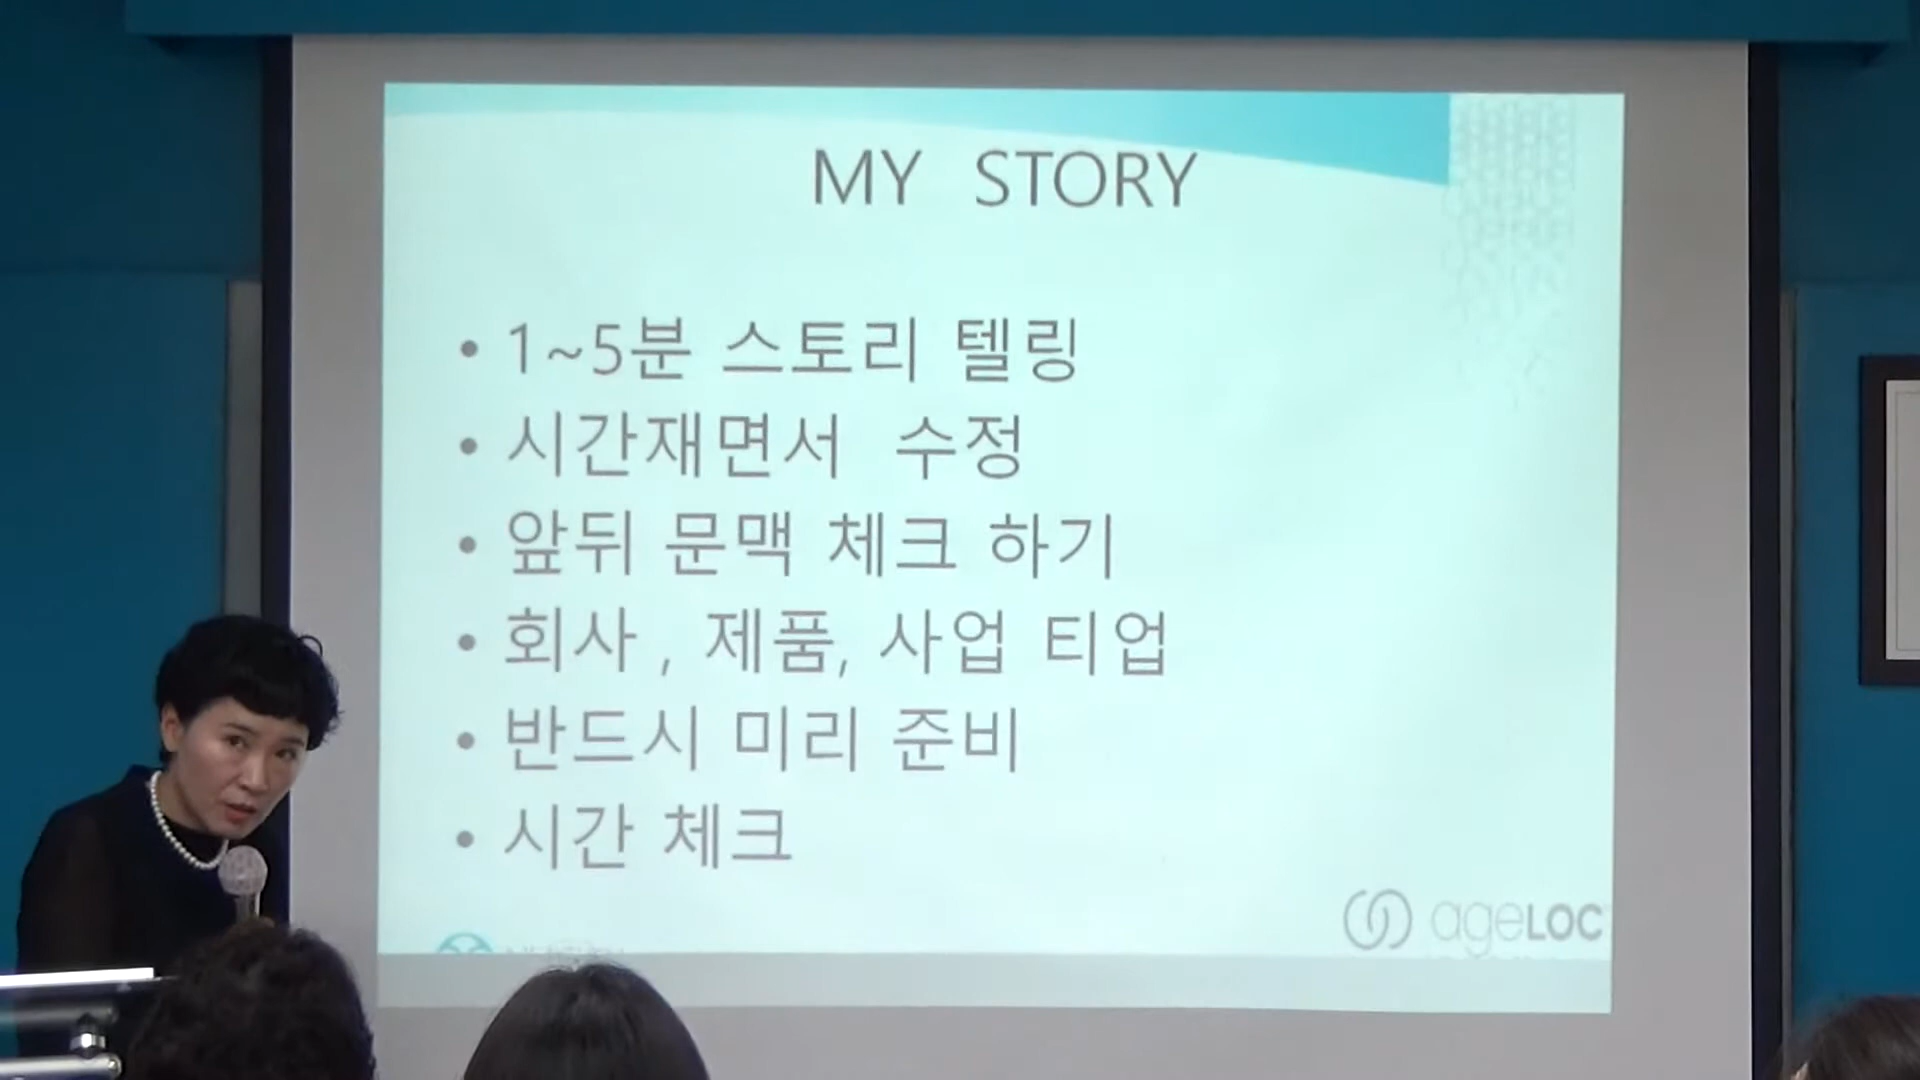 MY STORY
• 1~5분 스토리 텔링
• 시간재면서 수정
• 앞뒤 문맥 체크 하기
• 회사 , 제품, 사업 티업
• 반드시 미리 준비
• 시간 체크
ageLOC